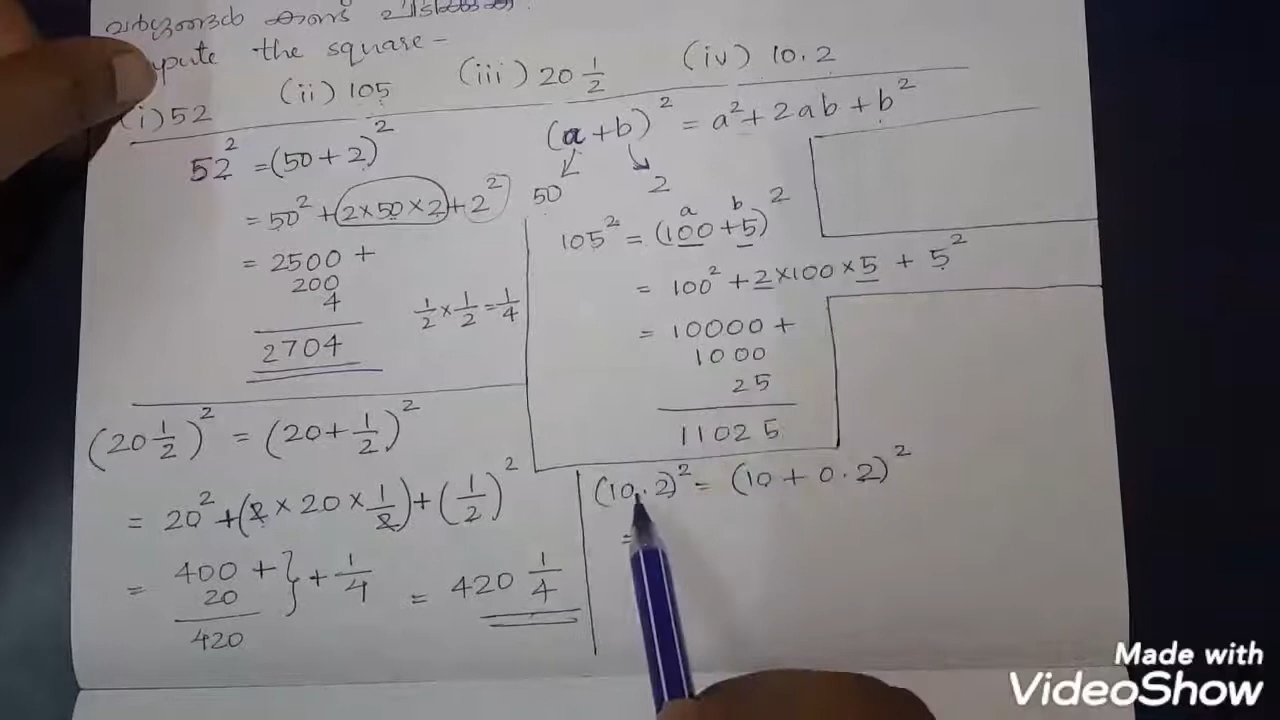 വർഗ്ഗങ്ങൾ
the square –
(i) 52 (ii) 105 (iii) 20 1/2 (iv) 10.2
52² = (50 + 2)²
= 50² + (2×50×2) + 2²
= 2500 +
200
4
2704
1/2 × 1/2 = 1/4
(a + b)² = a² + 2ab + b²
50 2
a b
105² = (100 + 5)²
= 100² + 2×100×5 + 5²
= 10000 +
1000
25
11025
(20 1/2)² = (20 + 1/2)²
= 20² + (2 × 20 × 1/2) + (1/2)²
= 400 + } + 1/4 = 420 1/4
20
420
(10.2)² = (10 + 0.2)²
=
Made with
VideoShow